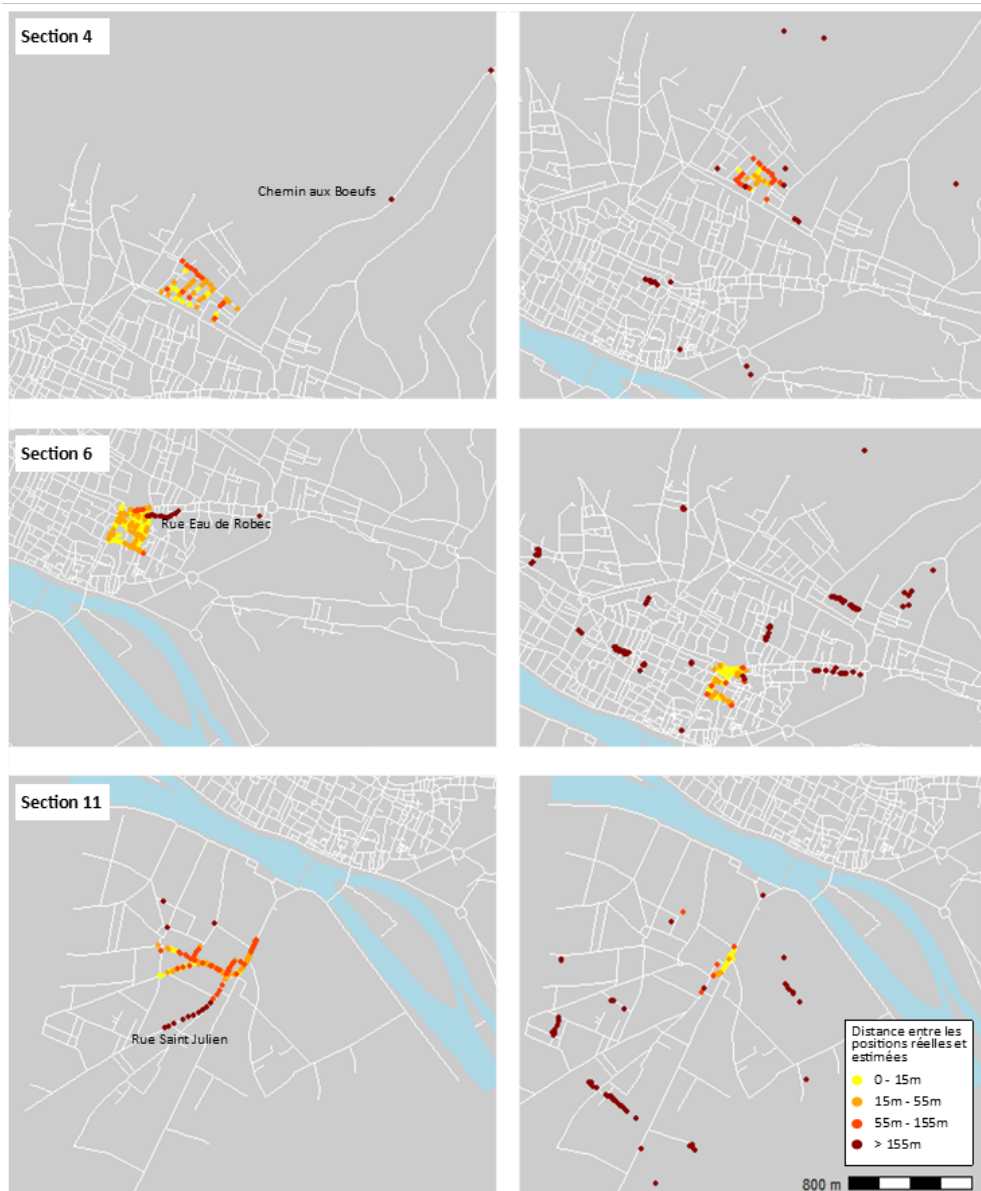 Section 4
Chemin aux Boeufs
Section 6
Rue Eau de Robec
Section 11
Rue Saint Julien
Distance entre les
positions réelles et
estimées
0 - 15m
15m - 55m
55m - 155m
> 155m
800 m